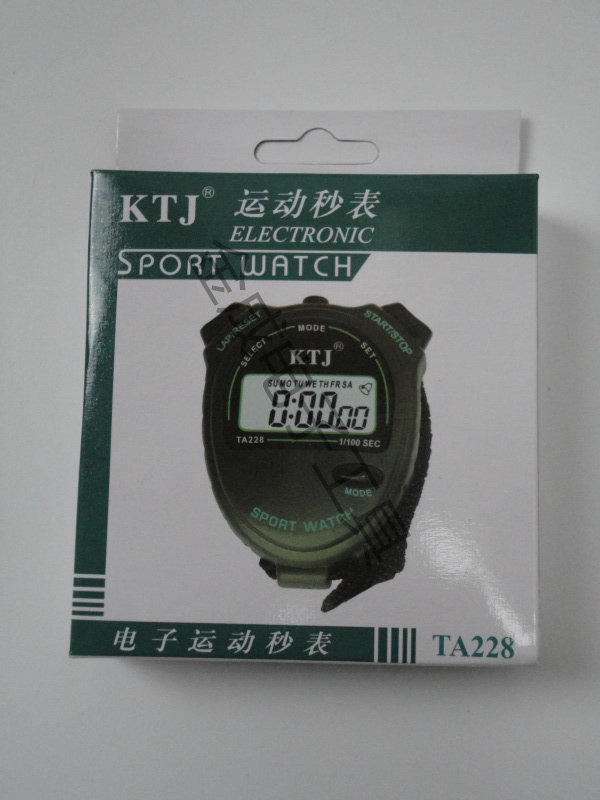 KTJ® 运动秒表
ELECTRONIC
SPORT WATCH
LAP/RESET
START/STOP
SELECT
MODE
SET
KTJ®
SU MO TU WE TH FR SA
0:00 00
TA228
1/100 SEC
MODE
SPORT WATCH
电子运动秒表
TA228